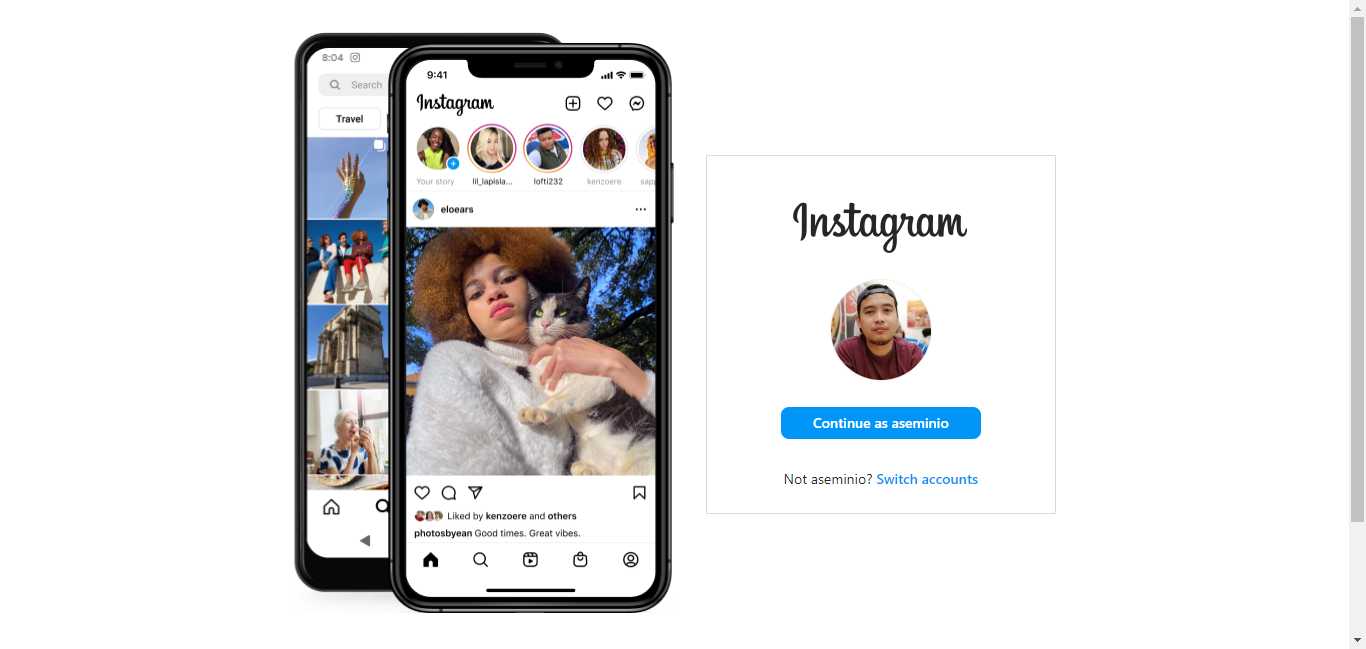 8:04
Search
Travel
9:41
Instagram
Your story
lil_lapisla...
lofti232
kenzoere
sapp
eloears
Liked by kenzoere and others
photosbyean Good times. Great vibes.
Instagram
Continue as aseminio
Not aseminio? Switch accounts